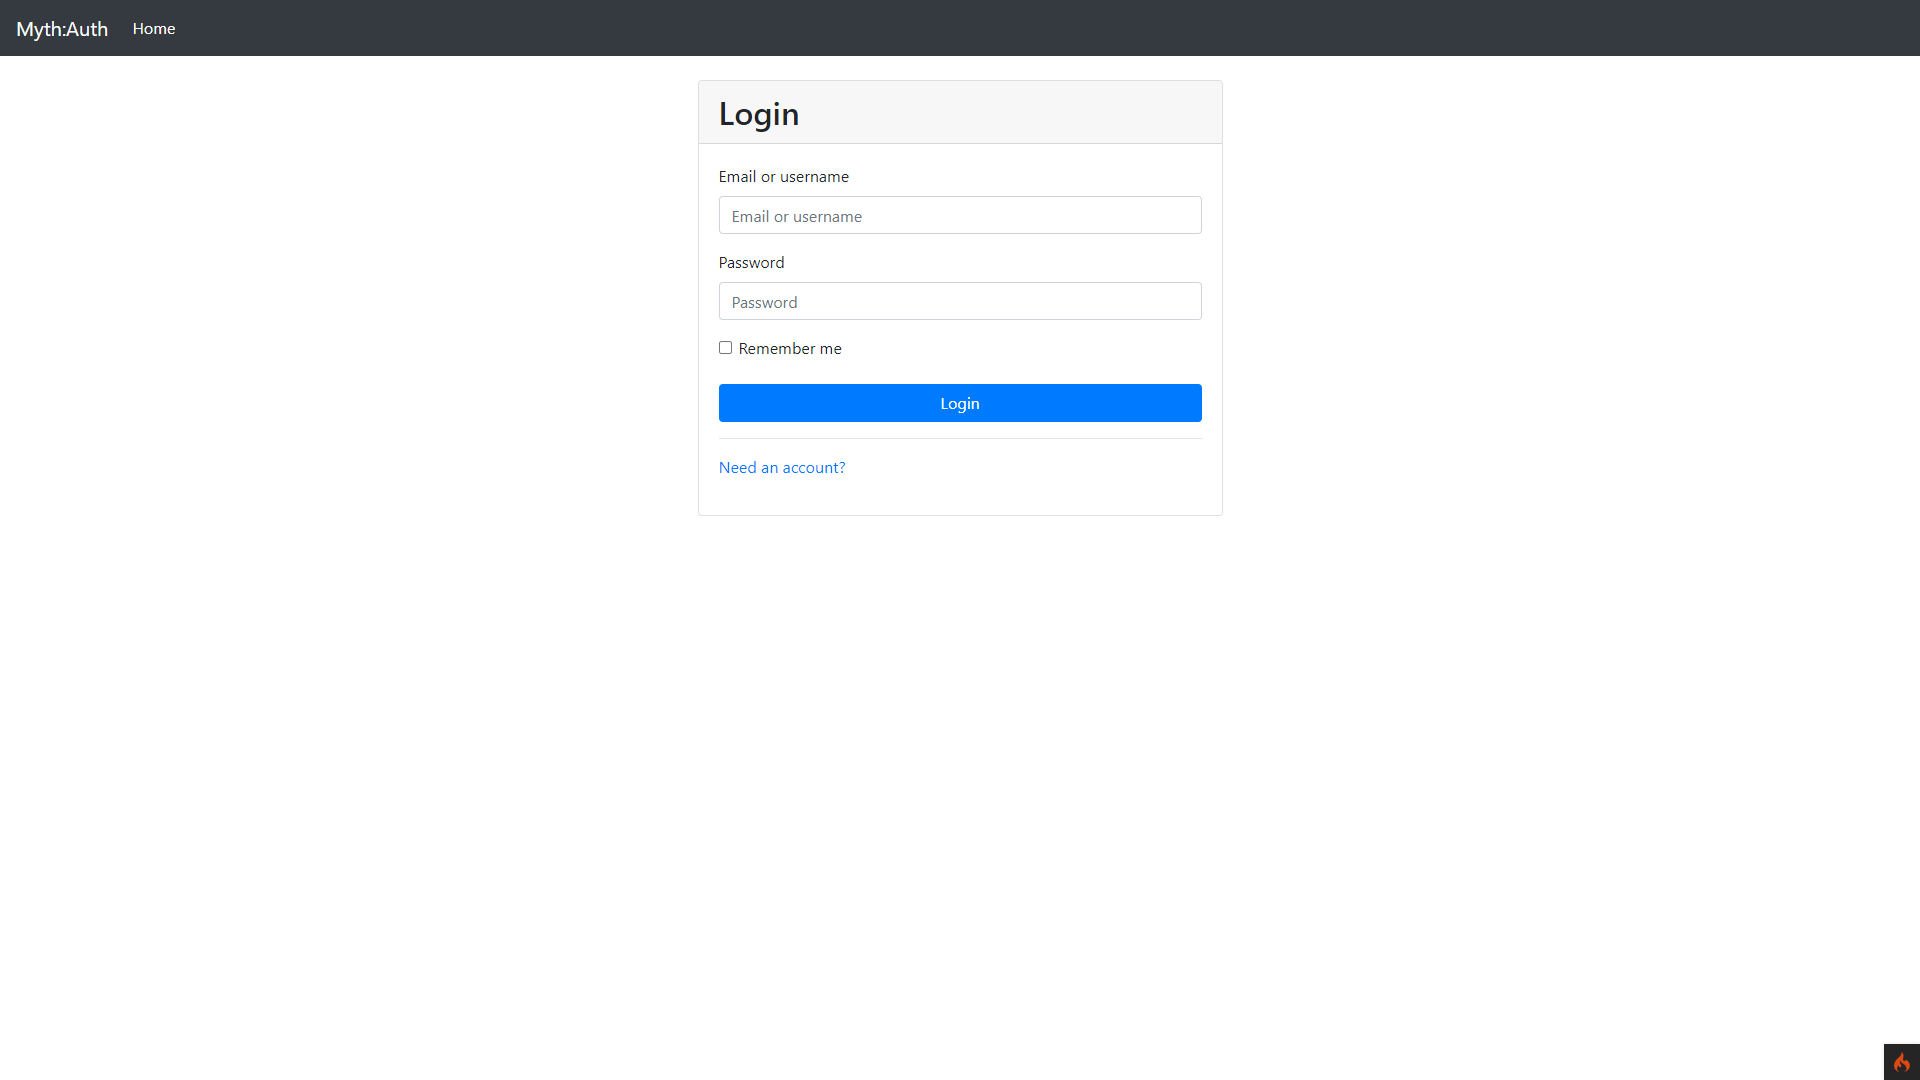 Myth:Auth Home
Login
Email or username
Email or username
Password
Password
Remember me
Login
Need an account?